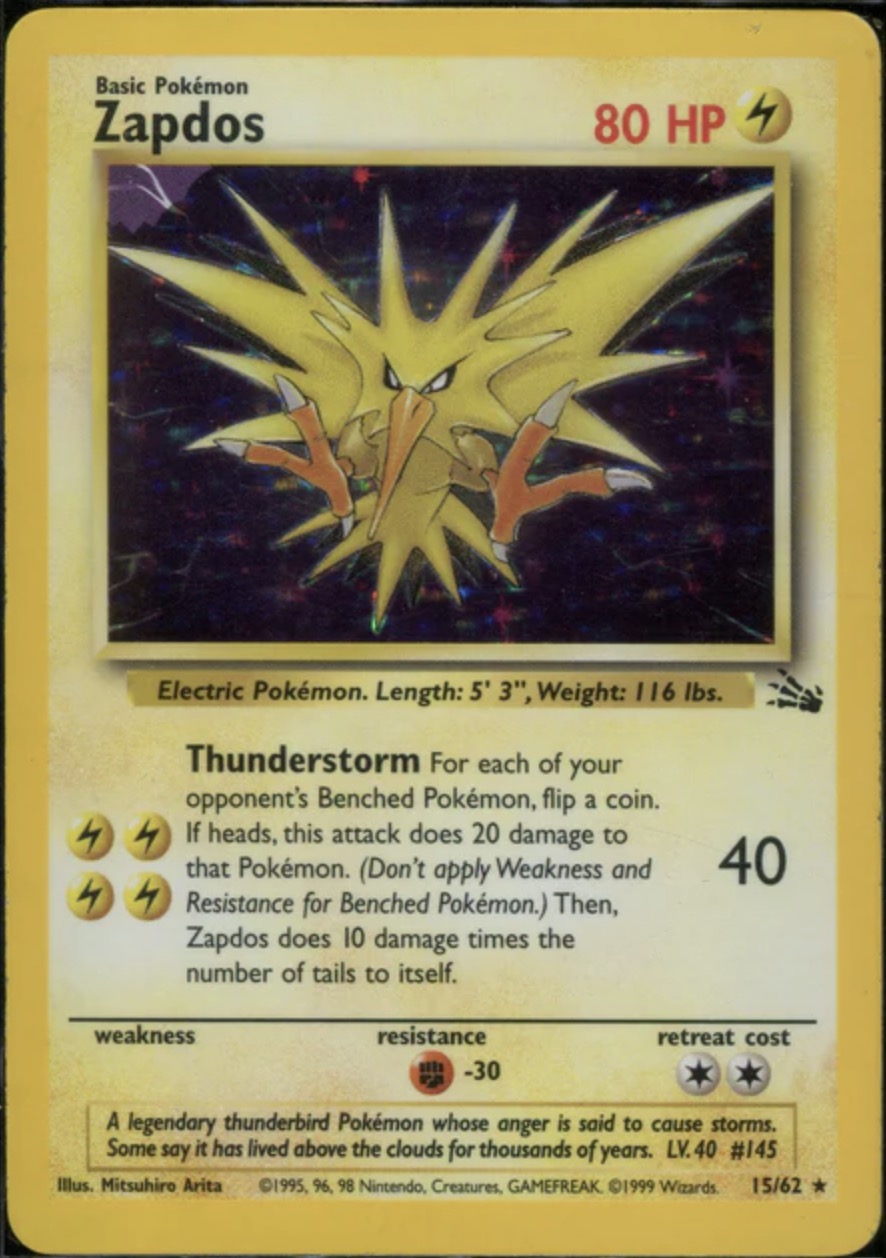 Basic Pokémon
Zapdos
80 HP
Electric Pokémon. Length: 5' 3", Weight: 116 lbs.
Thunderstorm For each of your
opponent's Benched Pokémon, flip a coin.
If heads, this attack does 20 damage to
that Pokémon. (Don't apply Weakness and
Resistance for Benched Pokémon.) Then,
Zapdos does 10 damage times the
number of tails to itself.
40
weakness resistance retreat cost
-30
A legendary thunderbird Pokémon whose anger is said to cause storms.
Some say it has lived above the clouds for thousands of years. LV. 40 #145
Illus. Mitsuhiro Arita ©1995, 96, 98 Nintendo, Creatures, GAMEFREAK. ©1999 Wizards. 15/62 ★